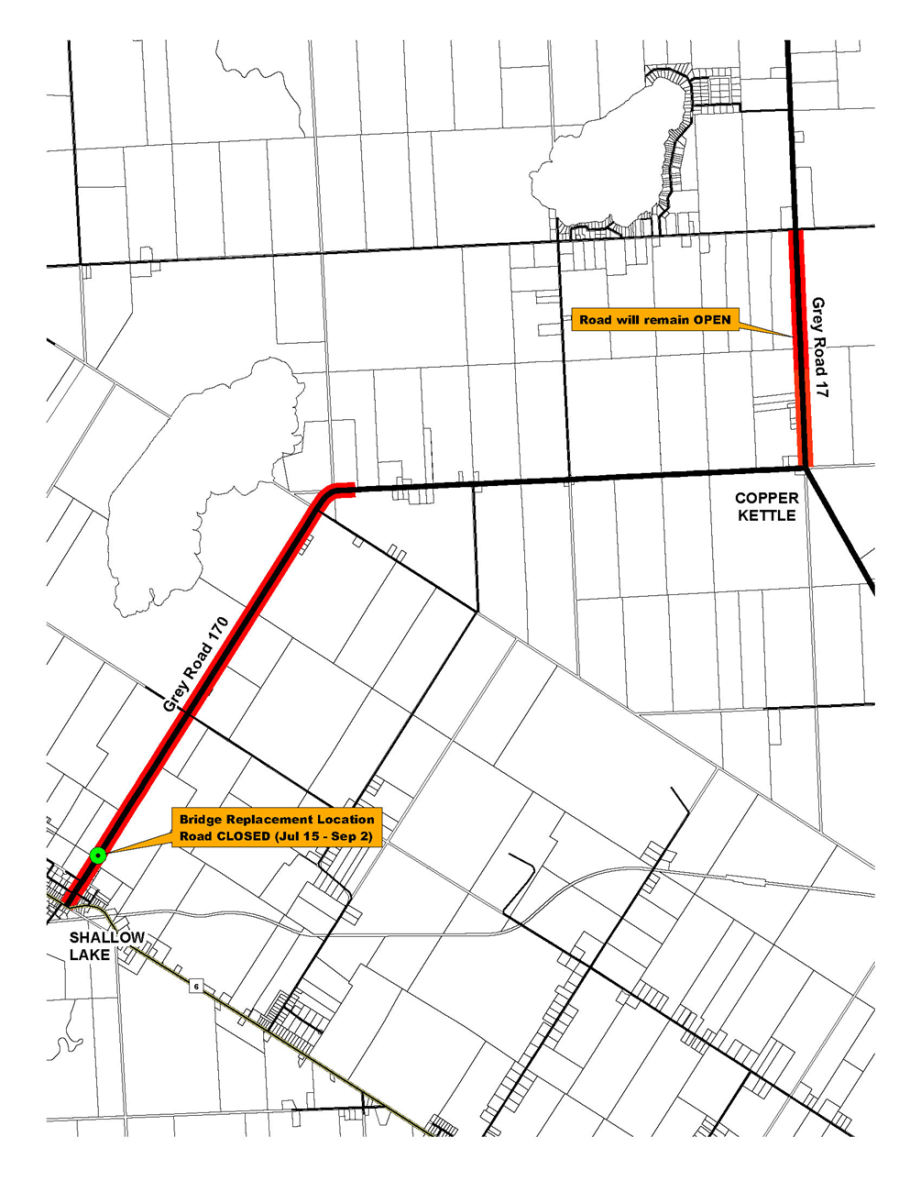 Road will remain OPEN
Grey Road 17
COPPER
KETTLE
Grey Road 170
Bridge Replacement Location
Road CLOSED (Jul 15 - Sep 2)
SHALLOW
LAKE
6